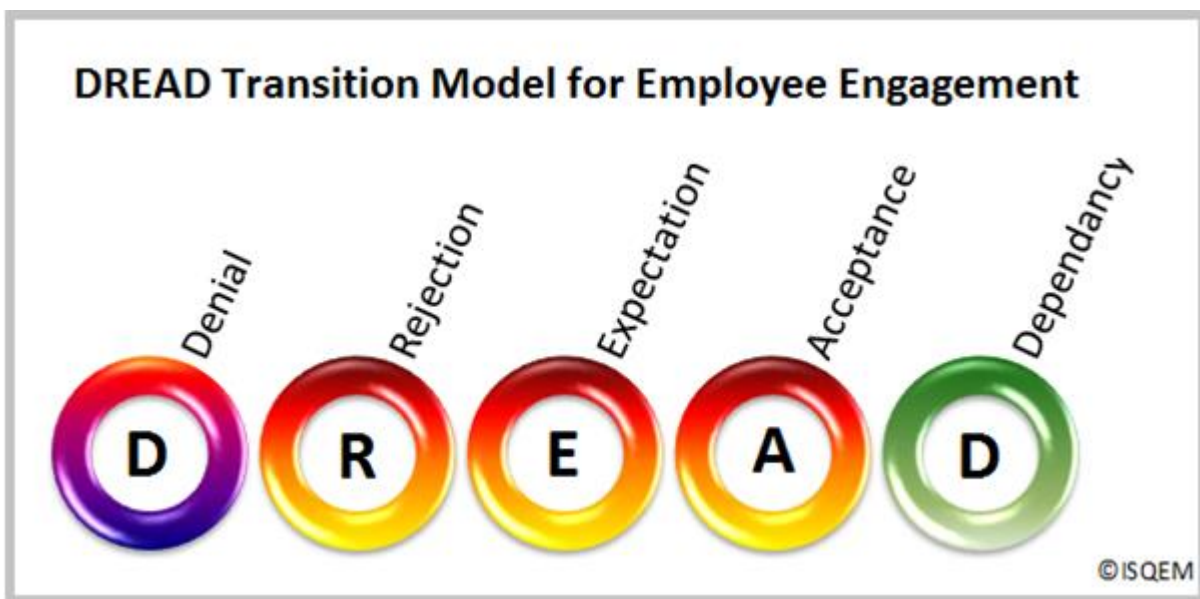 DREAD Transition Model for Employee Engagement
Denial
Rejection
Expectation
Acceptance
Dependancy
D
R
E
A
D
©ISQEM